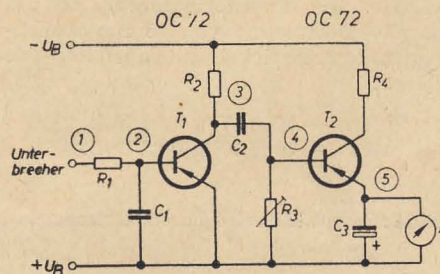 OC 72 OC 72
- UB
R2
R4
3
T1
T2
1
2
C2
4
Unter-
brecher
R1
5
C1
R3
C3
+
+ UB